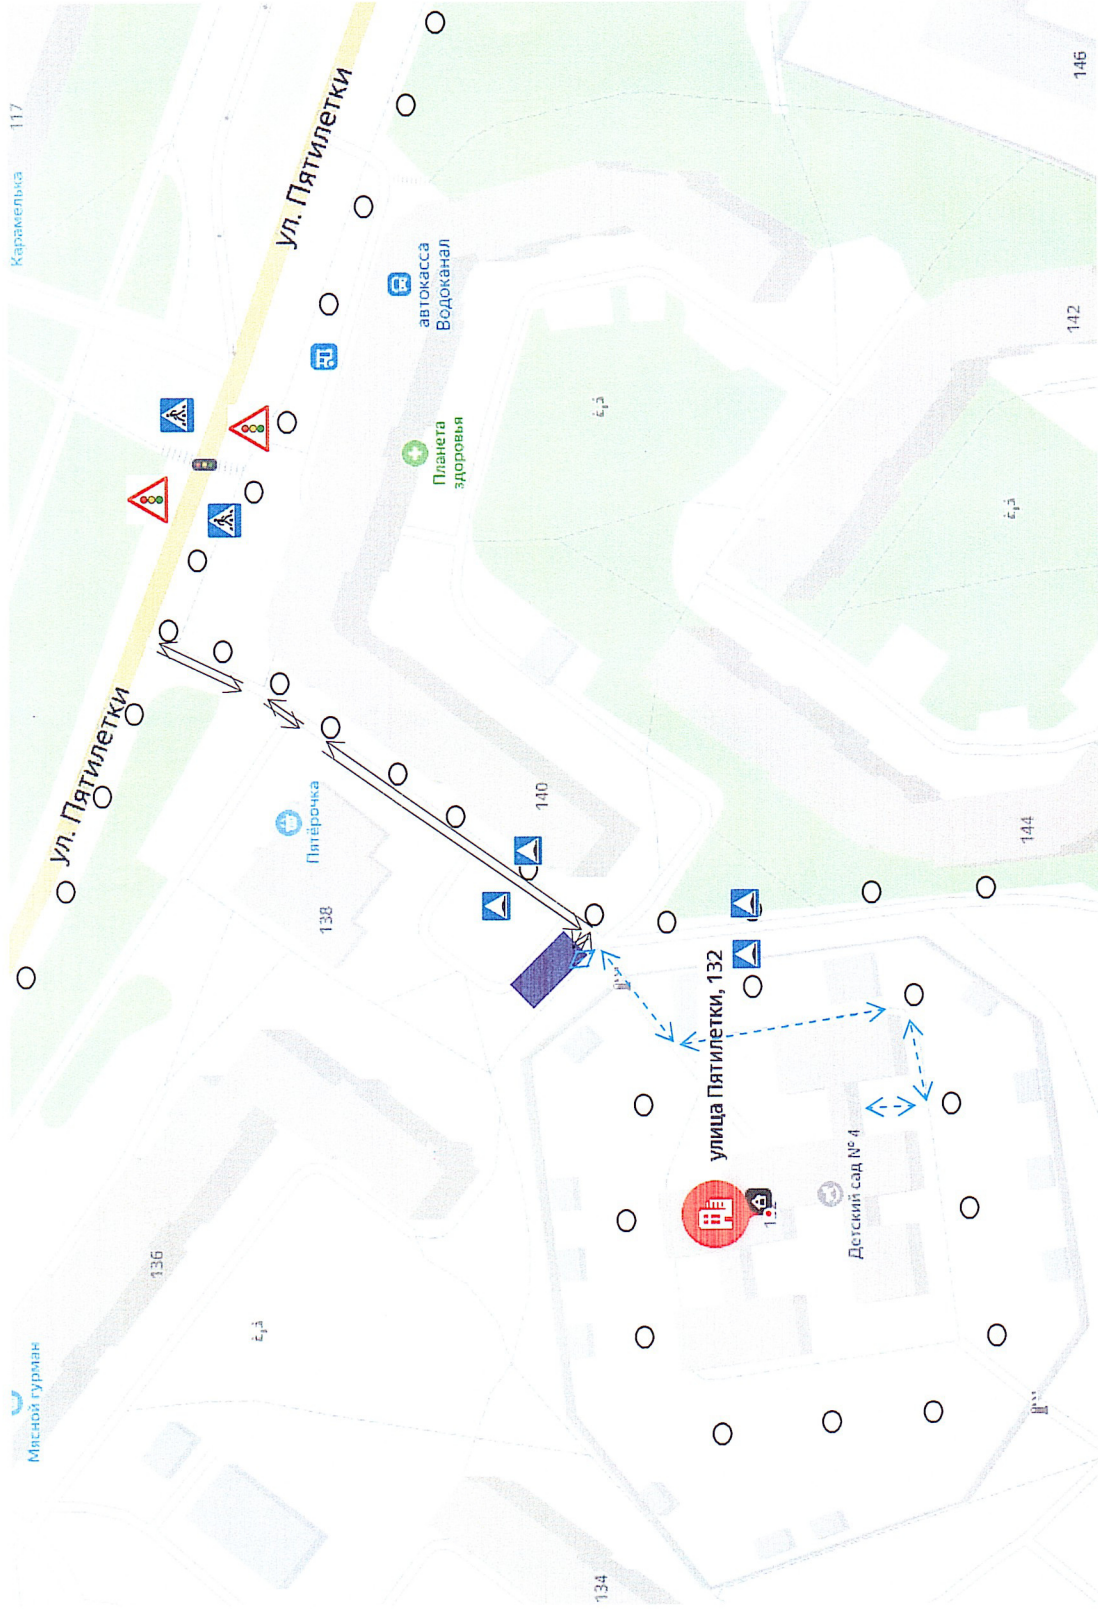 Карамелька
117
ул. Пятилетки
ул. Пятилетки
автокасса
Водоканал
Планета
здоровья
Пятёрочка
138
140
136
Мясной гурман
улица Пятилетки, 132
Детский сад № 4
134
142
144
146